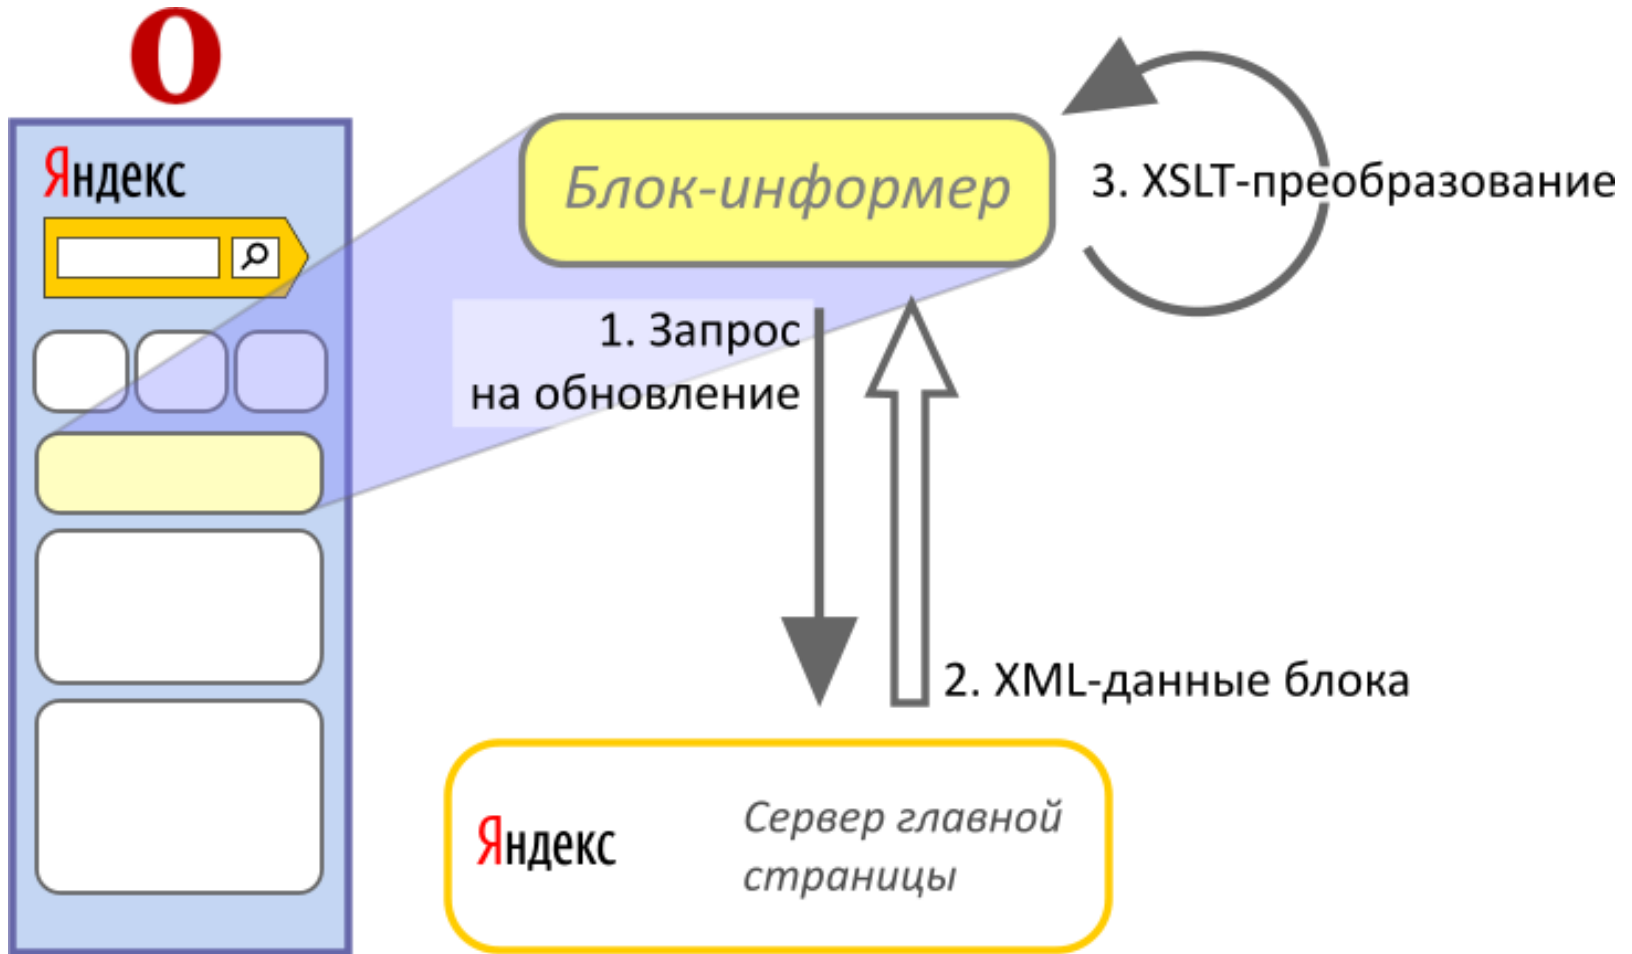 O
Яндекс
Блок-информер
3. XSLT-преобразование
1. Запрос
на обновление
2. XML-данные блока
Яндекс
Сервер главной
страницы